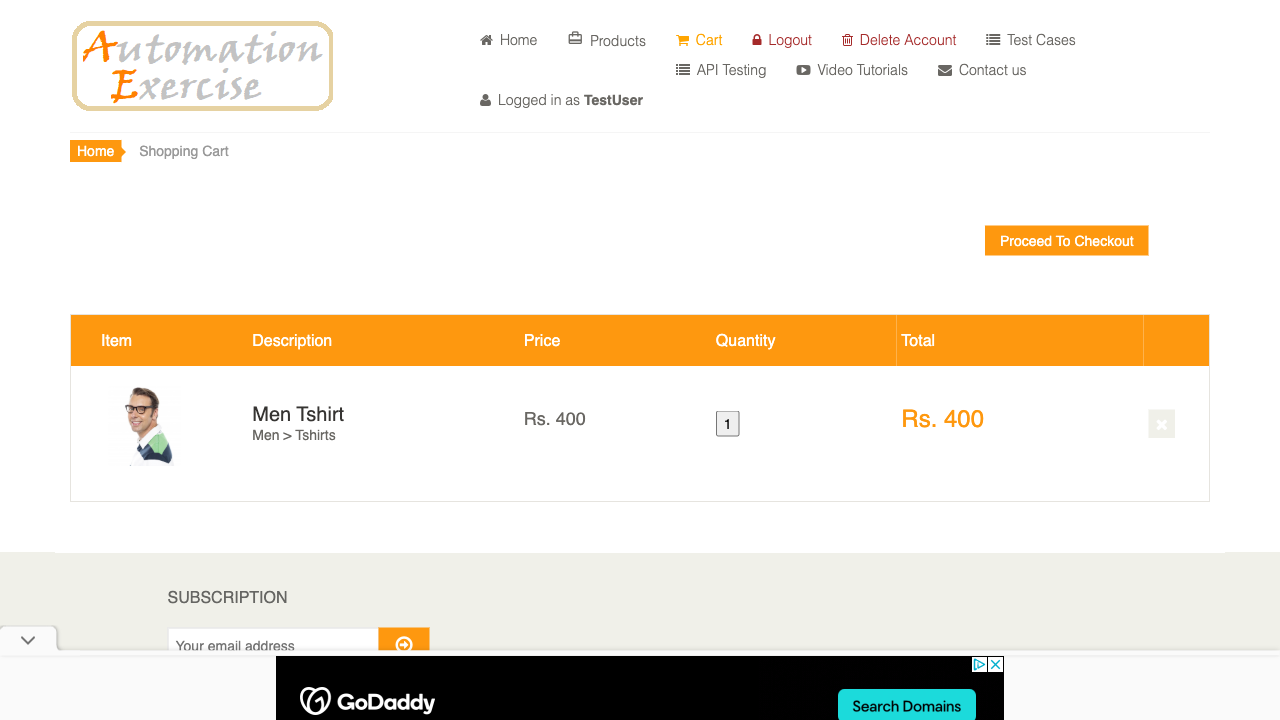 Automation
Exercise
Home
Products
Cart
Logout
Delete Account
Test Cases
API Testing
Video Tutorials
Contact us
Logged in as TestUser
Home
Shopping Cart
Proceed To Checkout
Item
Description
Price
Quantity
Total
Men Tshirt
Men > Tshirts
Rs. 400
1
Rs. 400
SUBSCRIPTION
Your email address
GoDaddy
Search Domains